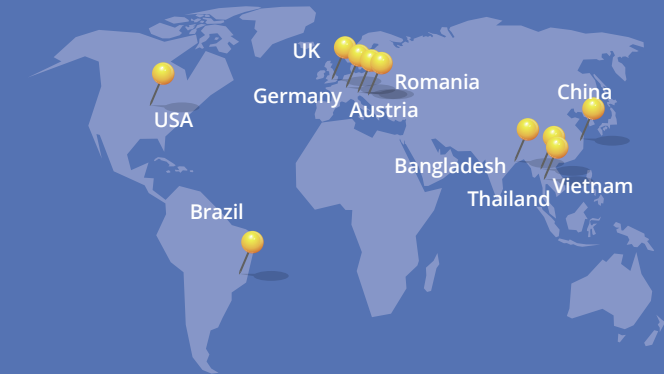 UK
Romania
China
Germany
Austria
USA
Bangladesh
Vietnam
Thailand
Brazil